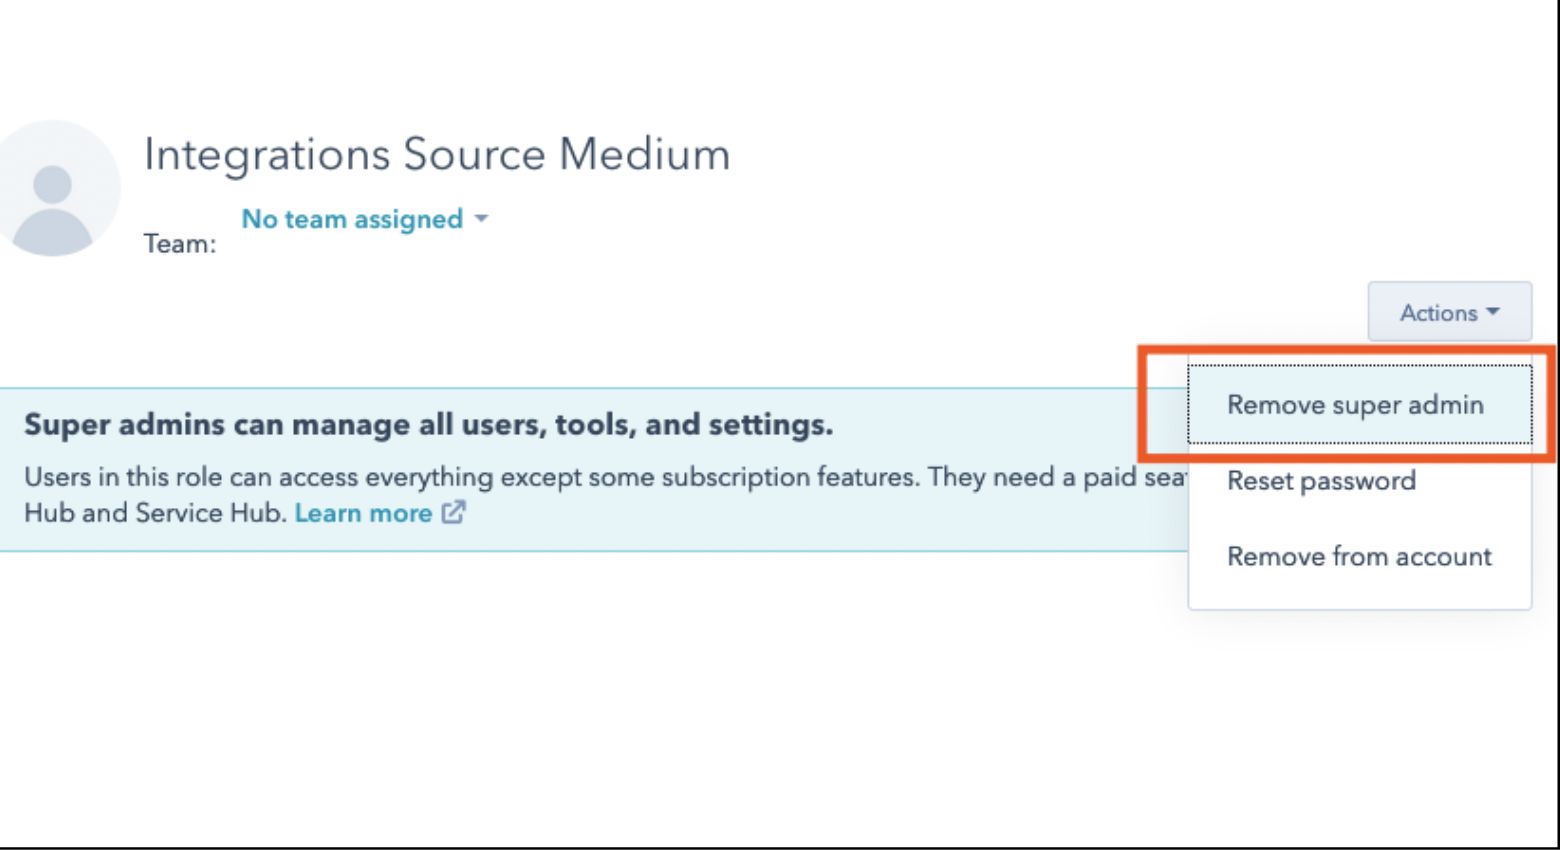 Integrations Source Medium
No team assigned
Team:
Actions
Remove super admin
Reset password
Remove from account
Super admins can manage all users, tools, and settings.
Users in this role can access everything except some subscription features. They need a paid
Hub and Service Hub. Learn more